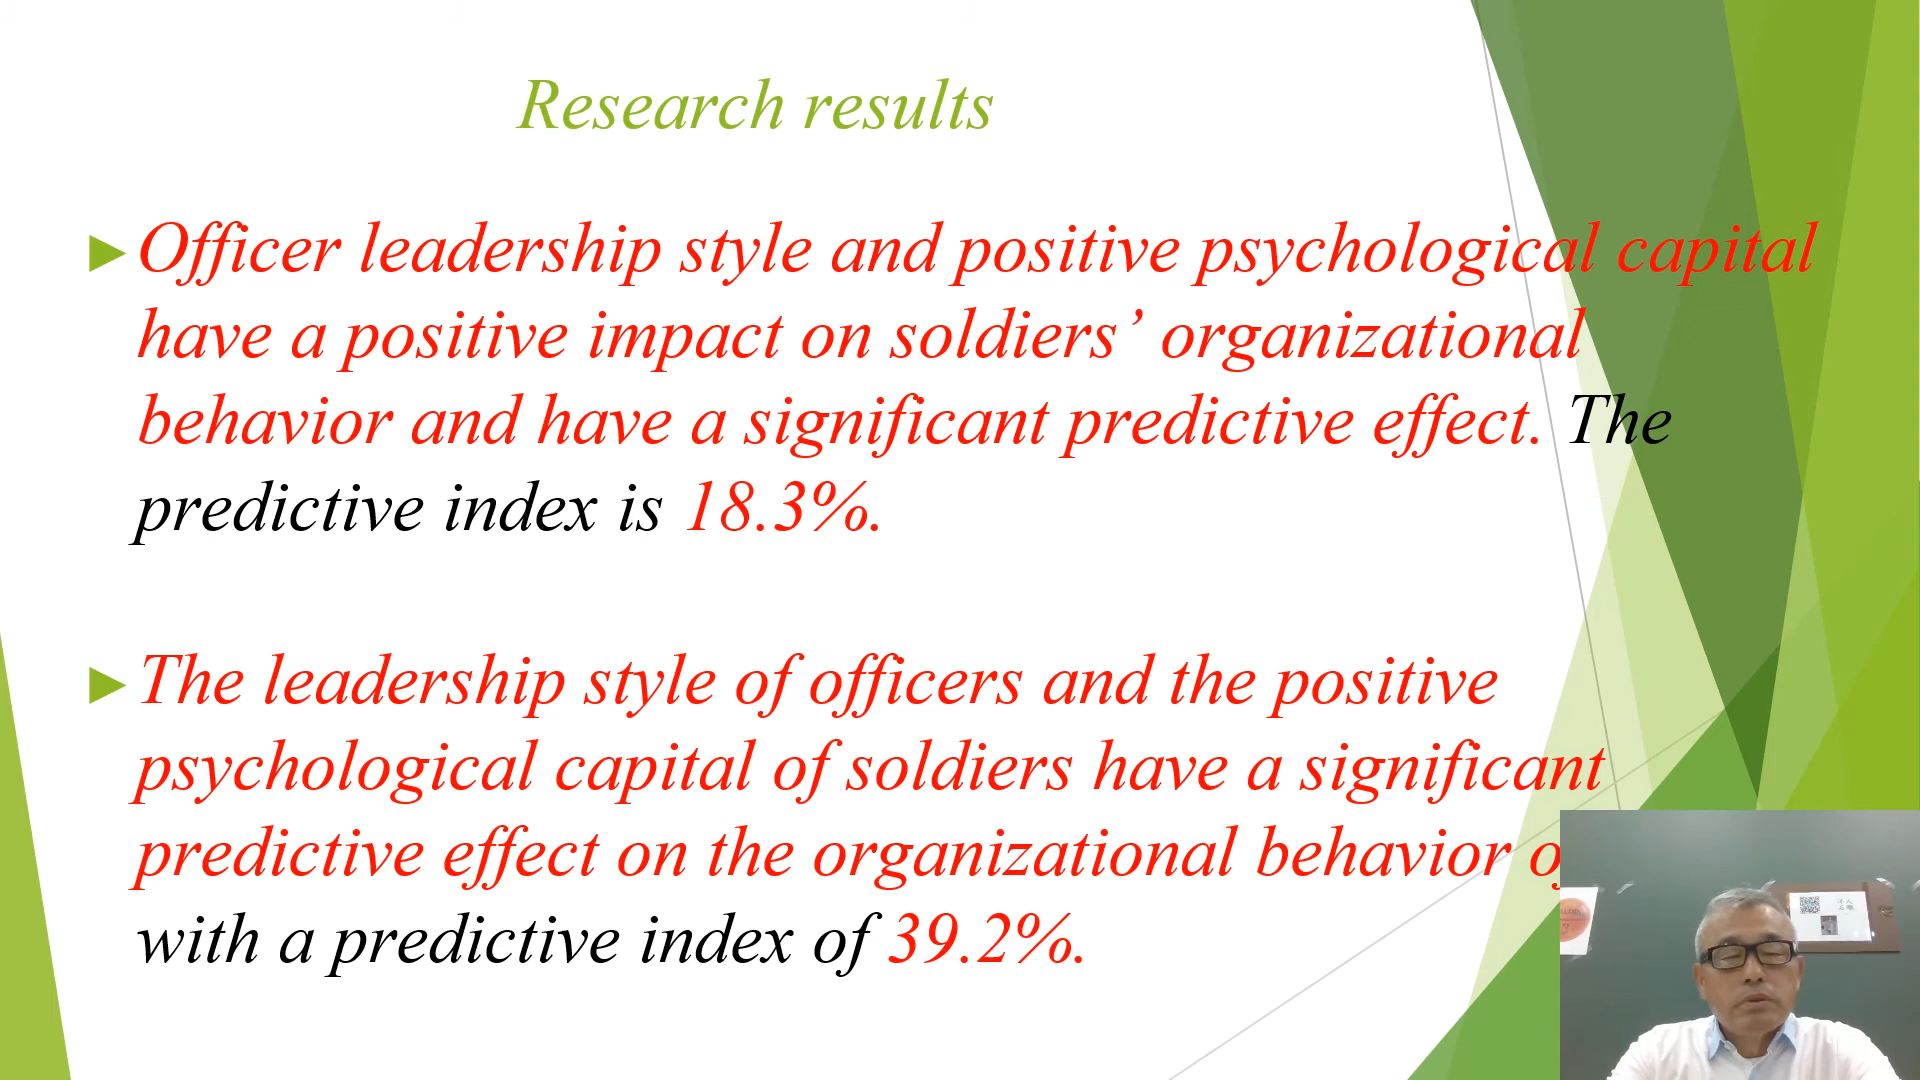 Research results
Officer leadership style and positive psychological capital
have a positive impact on soldiers’ organizational
behavior and have a significant predictive effect. The
predictive index is 18.3%.
The leadership style of officers and the positive
psychological capital of soldiers have a significant
predictive effect on the organizational behavior
with a predictive index of 39.2%.